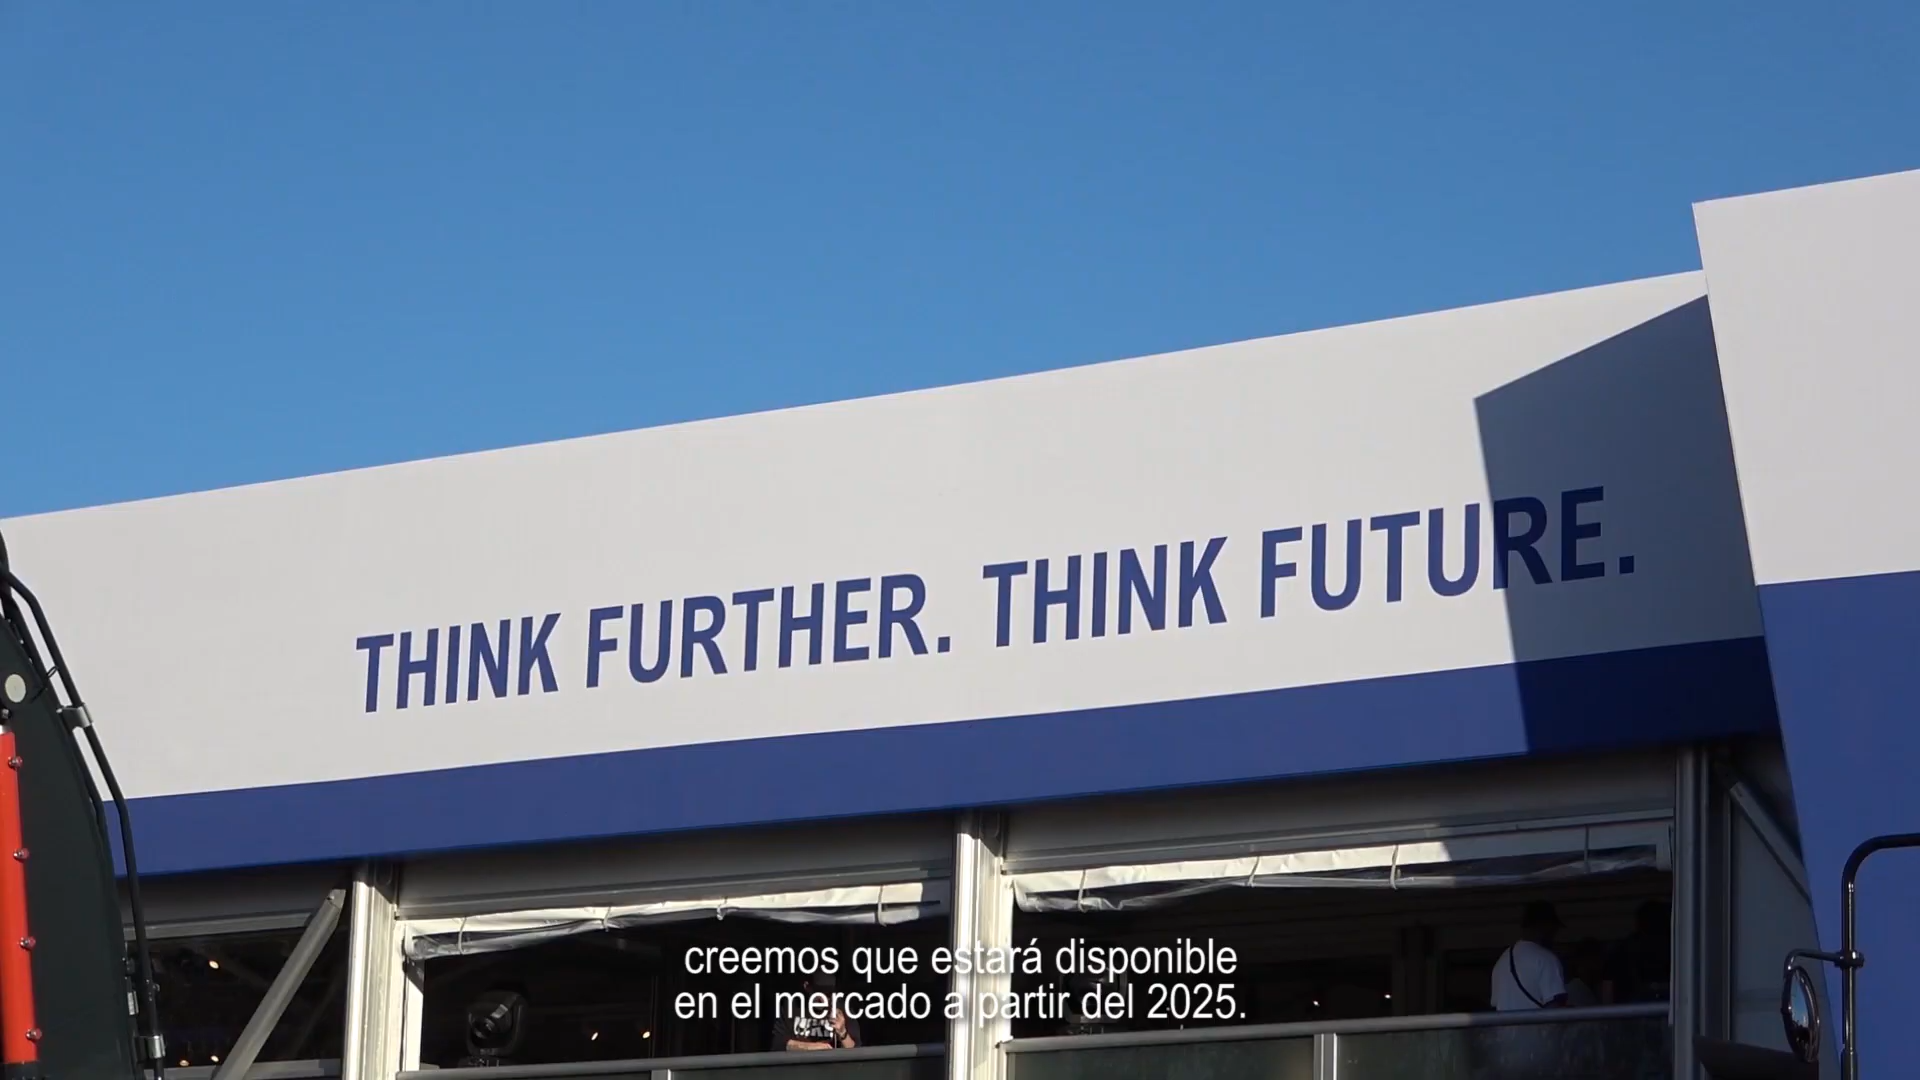 THINK FURTHER. THINK FUTURE.
creemos que estará disponible
en el mercado a partir del 2025.